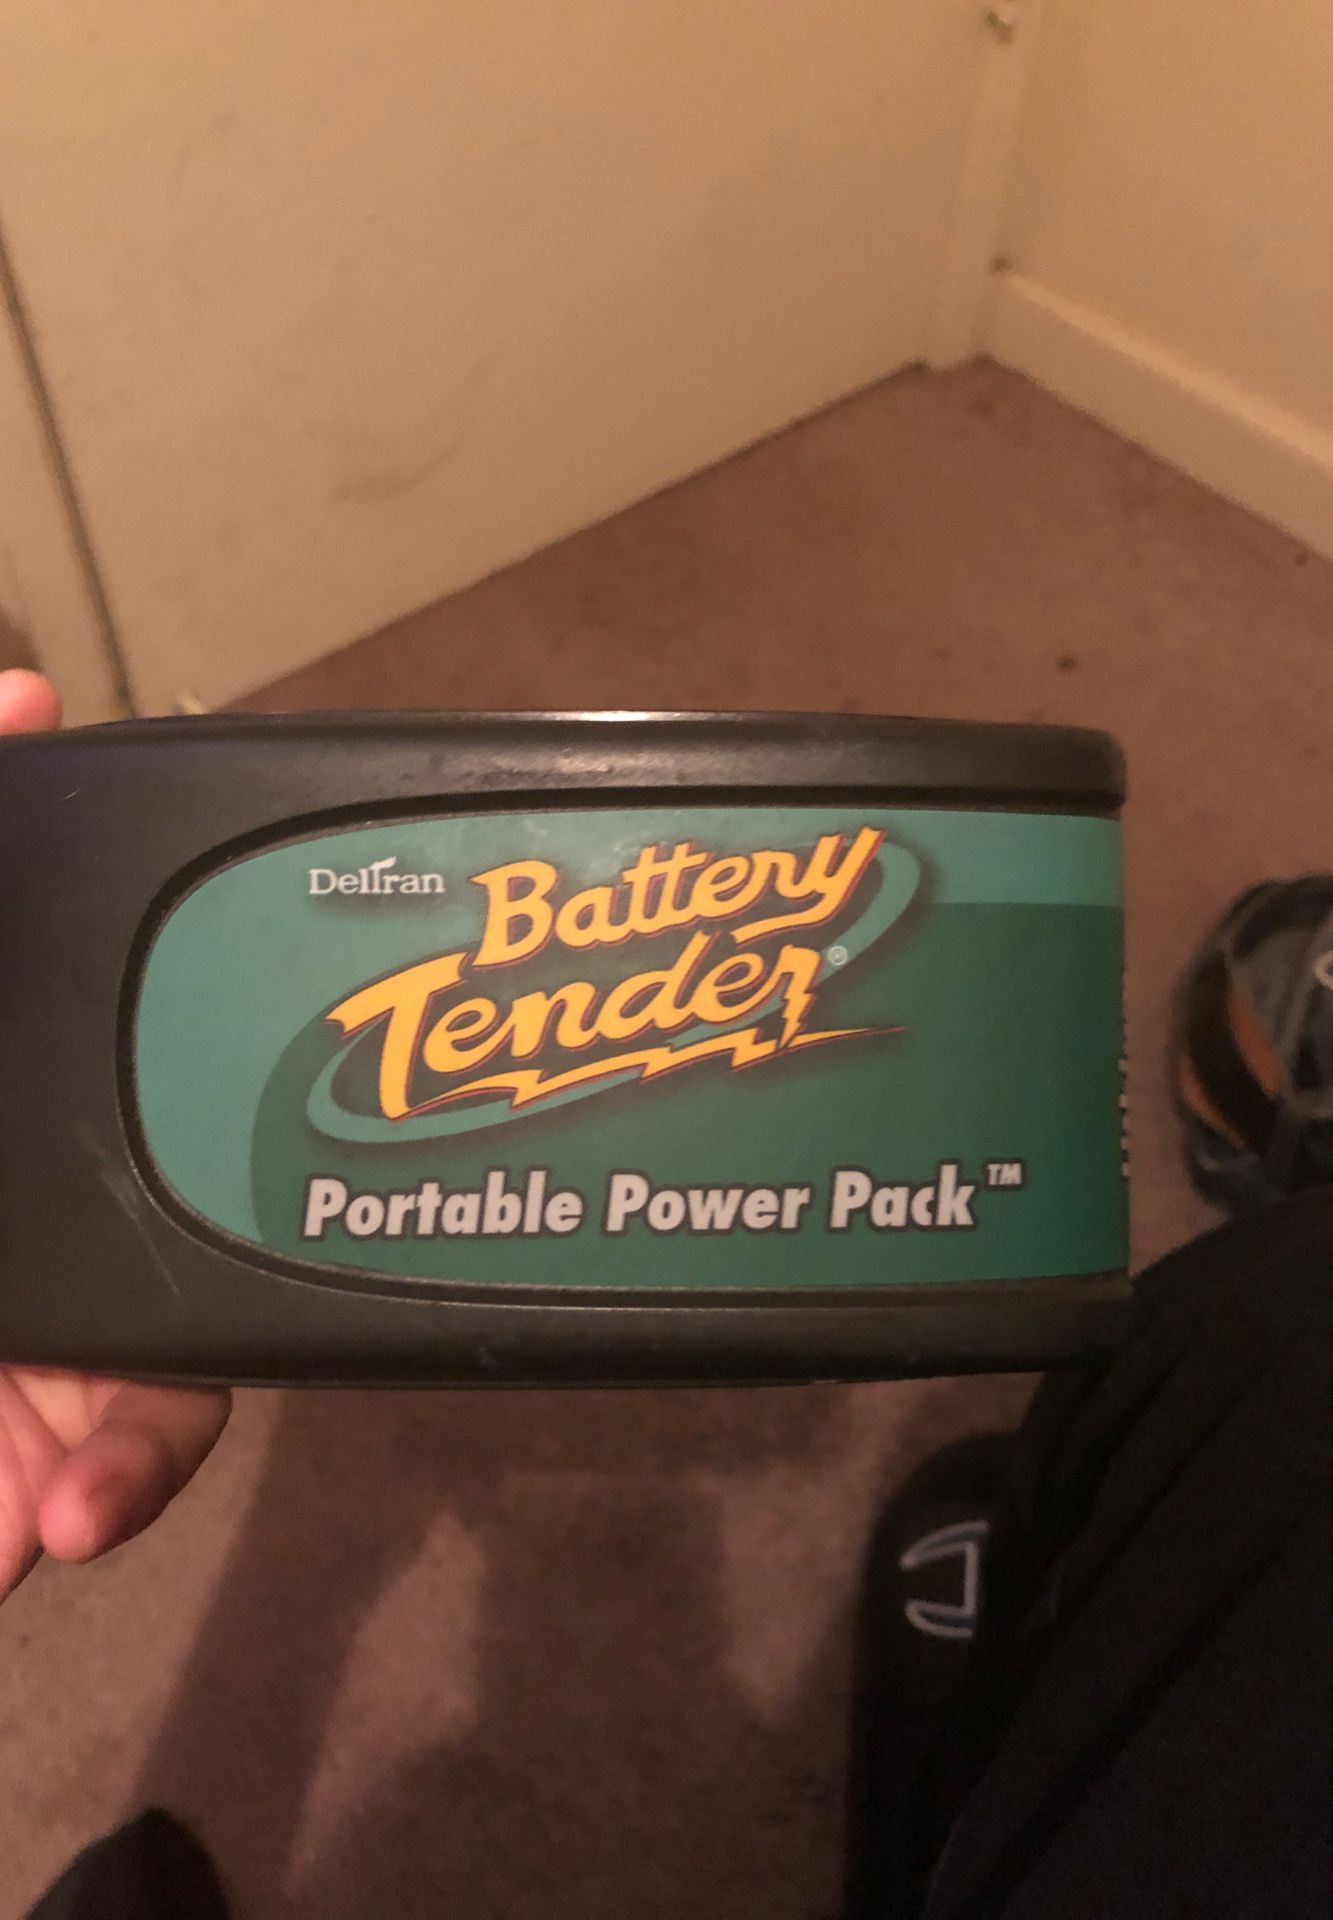 Deltran
Battery
Tender®
Portable Power Pack™